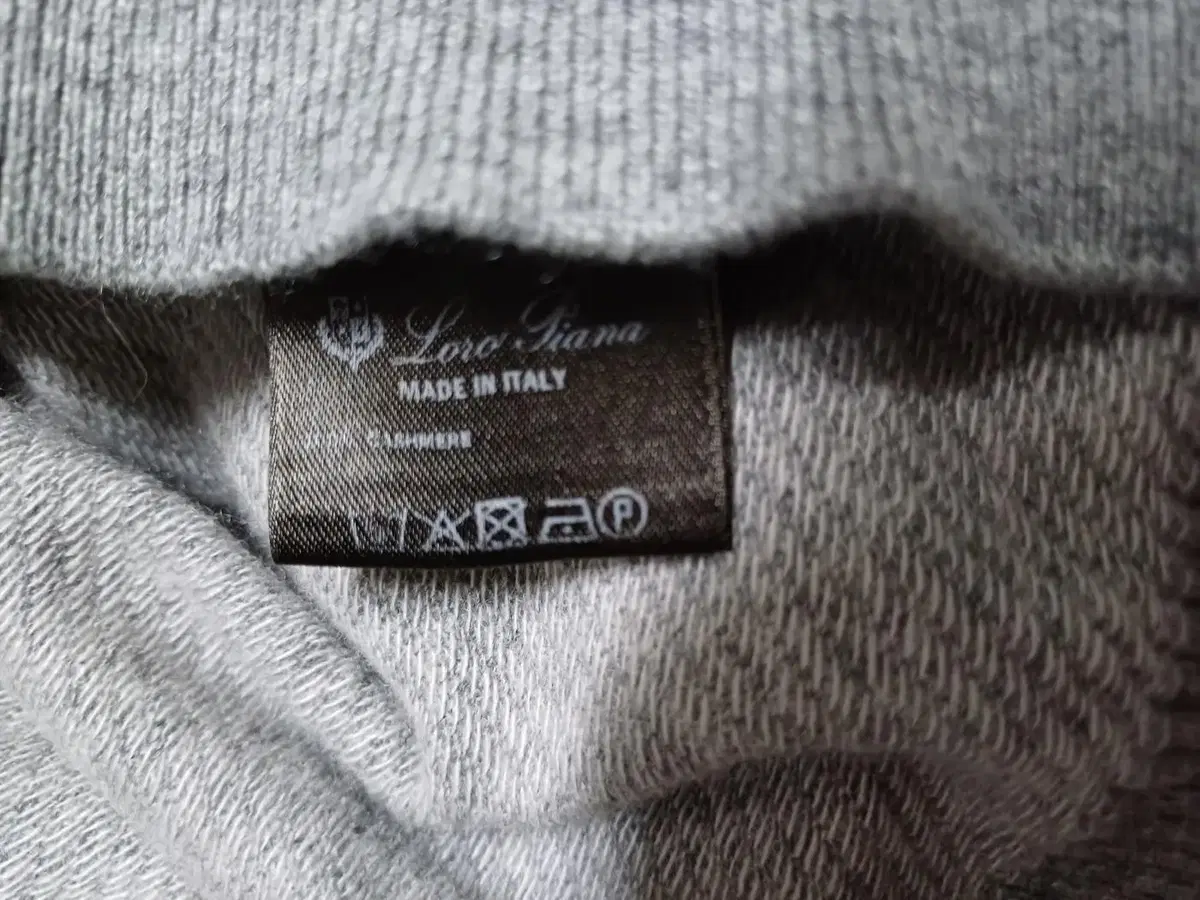 Loro Piana
MADE IN ITALY
CASHMERE
P